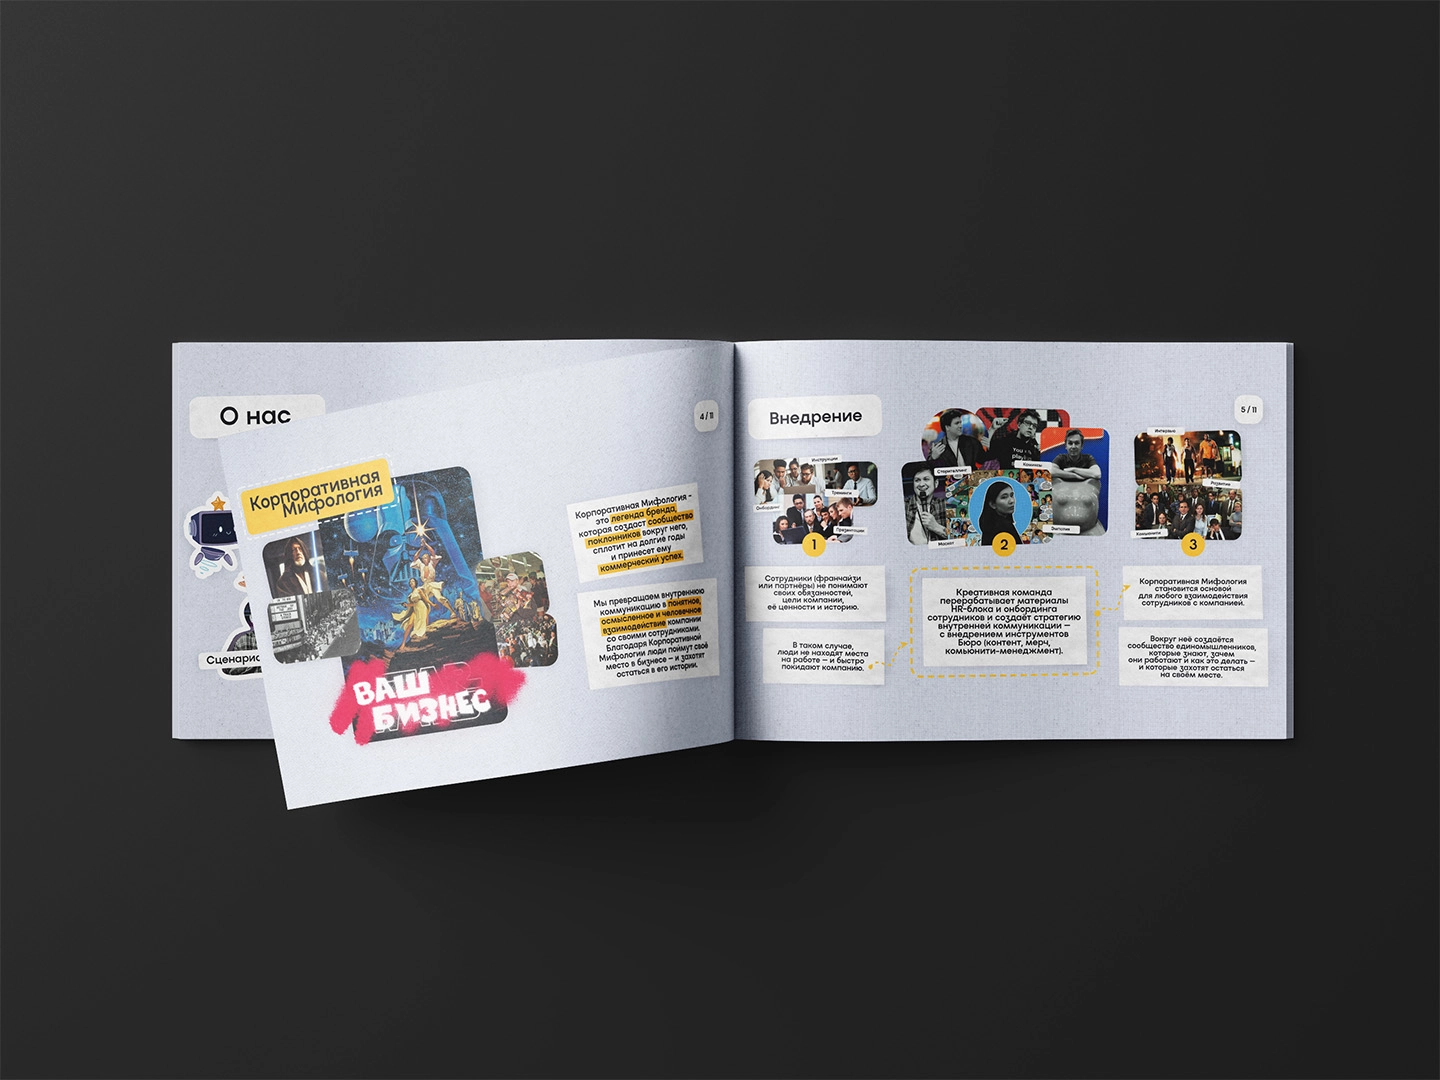 О нас
Сценарис
4 / 11
Корпоративная
Мифология
ВАШ
БИЗНЕС
Корпоративная Мифология -
это легенда бренда,
которая создаст сообщество
поклонников вокруг него,
сплотит на долгие годы
и принесет ему
коммерческий успех.
Мы превращаем внутреннюю
коммуникацию в понятное,
осмысленное и человечное
взаимодействие компании
со своими сотрудниками.
Благодаря Корпоративной
Мифологии люди поймут своё
место в бизнесе – и захотят
остаться в его истории.
5 / 11
Внедрение
Инструкции
Тренинги
Онбординг
Презентации
1
Сотрудники (франчайзи
или партнёры) не понимают
своих обязанностей,
цели компании,
её ценности и историю.
В таком случае,
люди не находят места
на работе – и быстро
покидают компанию.
Сторителлинг
Комиксы
Маскот
2
Креативная команда
перерабатывает материалы
HR-блока и онбординга
сотрудников и создаёт стратегию
внутренней коммуникации –
с внедрением инструментов
Бюро (контент, мерч,
комьюнити-менеджмент).
Интервью
Развитие
Комьюнити
3
Корпоративная Мифология
становится основой
для любого взаимодействия
сотрудников с компанией.
Вокруг неё создаётся
сообщество единомышленников,
которые знают, зачем
они работают и как это делать –
и которые захотят остаться
на своём месте.